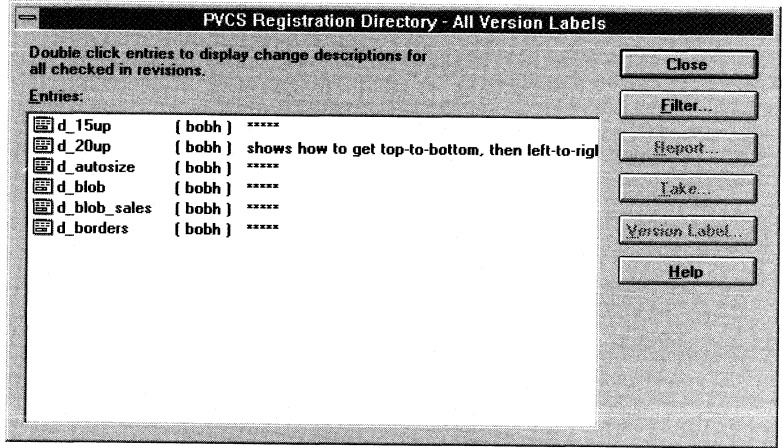 PVCS Registration Directory - All Version Labels
Double click entries to display change descriptions for
all checked in revisions.
Entries:
d_15up ( bobh ) *****
d_20up ( bobh ) shows how to get top-to-bottom, then left-to-rigl
d_autosize ( bobh ) *****
d_blob ( bobh ) *****
d_blob_sales ( bobh ) *****
d_borders ( bobh ) *****
Close
Filter...
Report...
Take...
Version Label...
Help